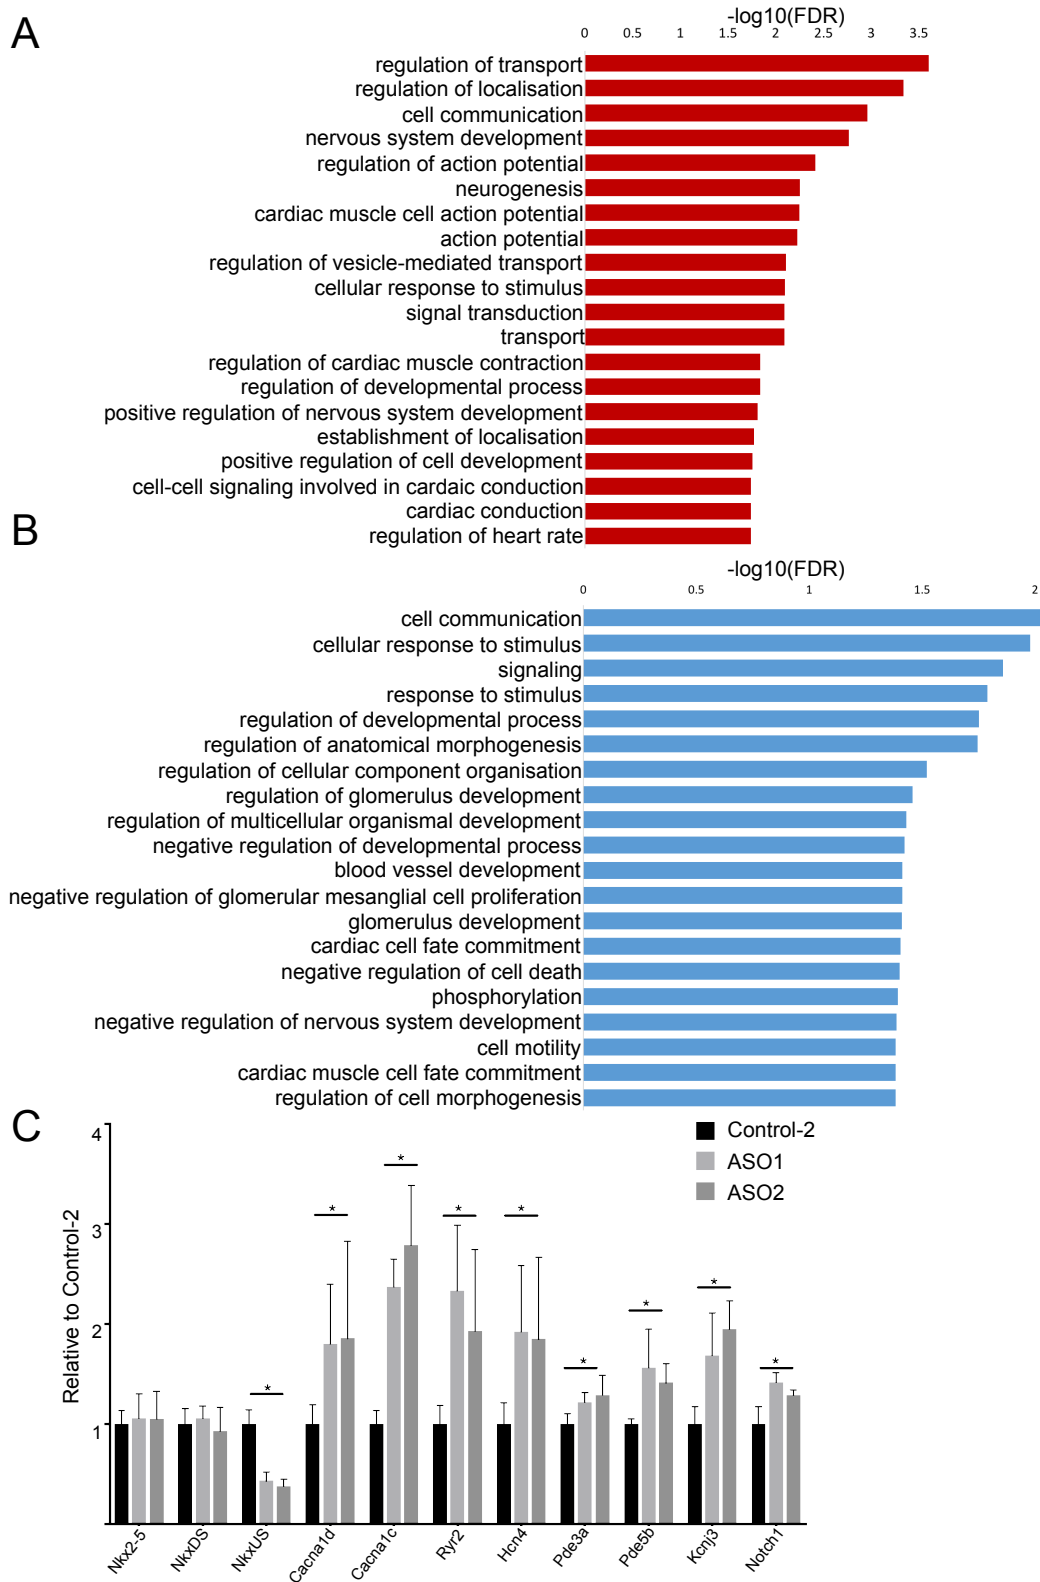 A
-log10(FDR)
0 0.5 1 1.5 2 2.5 3 3.5
regulation of transport
regulation of localisation
cell communication
nervous system development
regulation of action potential
neurogenesis
cardiac muscle cell action potential
action potential
regulation of vesicle-mediated transport
cellular response to stimulus
signal transduction
transport
regulation of cardiac muscle contraction
regulation of developmental process
positive regulation of nervous system development
establishment of localisation
positive regulation of cell development
cell-cell signaling involved in cardaic conduction
cardiac conduction
regulation of heart rate
B
-log10(FDR)
0 0.5 1 1.5 2
cell communication
cellular response to stimulus
signaling
response to stimulus
regulation of developmental process
regulation of anatomical morphogenesis
regulation of cellular component organisation
regulation of glomerulus development
regulation of multicellular organismal development
negative regulation of developmental process
blood vessel development
negative regulation of glomerular mesanglial cell proliferation
glomerulus development
cardiac cell fate commitment
negative regulation of cell death
phosphorylation
negative regulation of nervous system development
cell motility
cardiac muscle cell fate commitment
regulation of cell morphogenesis
C
Control-2
ASO1
ASO2
Relative to Control-2
4
3
2
1
* * * * * * * * *
Nkx2-5 NkxDS NkxUS Cacna1d Cacna1c Ryr2 Hcn4 Pde3a Pde5b Kcnj3 Notch1